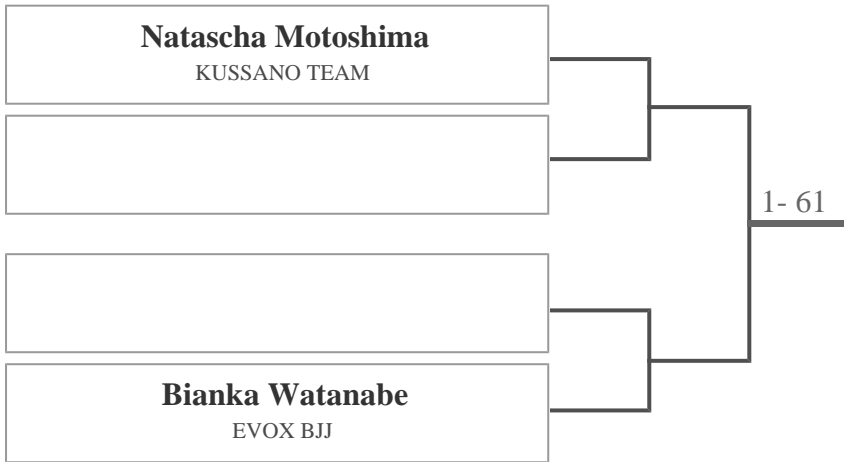 Natascha Motoshima
KUSSANO TEAM
1- 61
Bianka Watanabe
EVOX BJJ